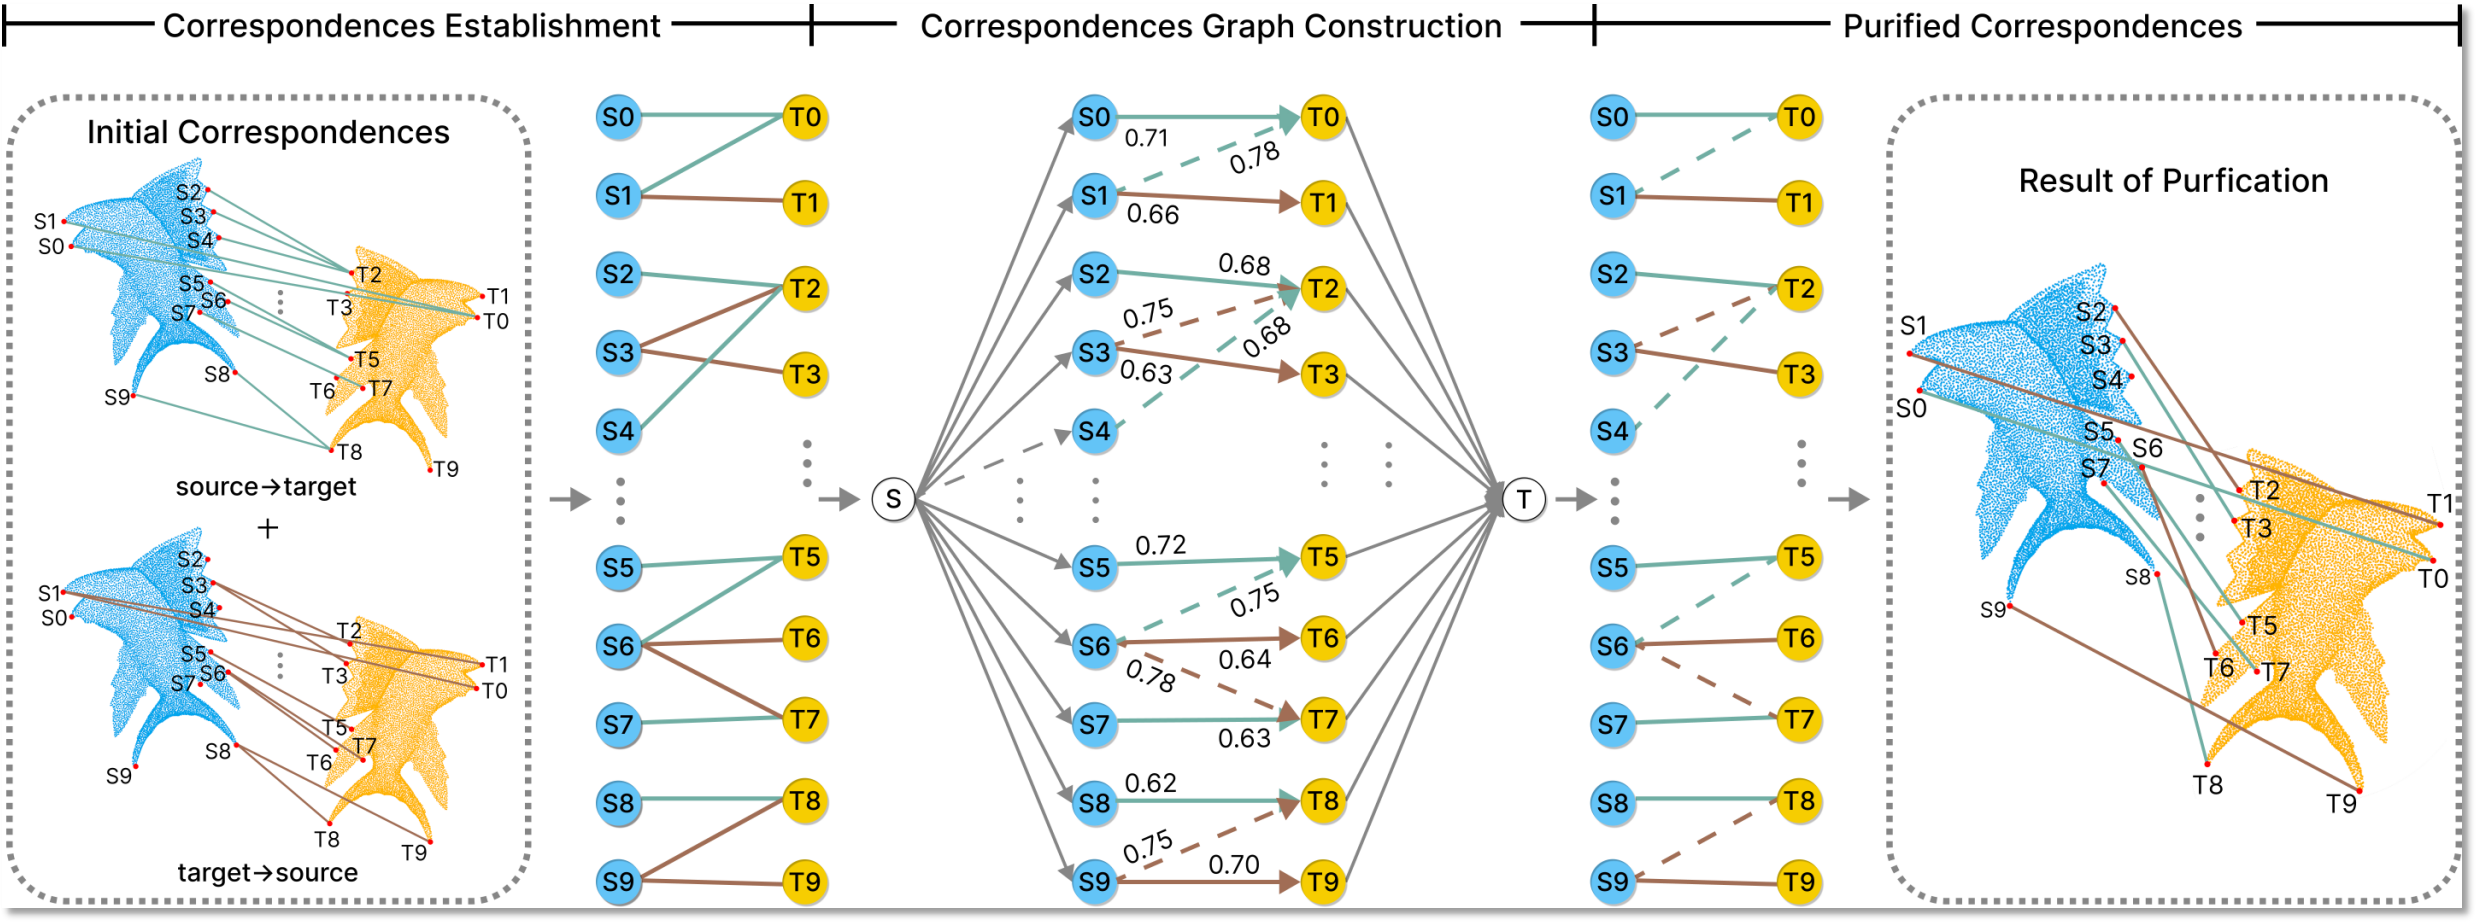 Correspondences Establishment
Correspondences Graph Construction
Purified Correspondences
Initial Correspondences
S2
S3
S1
S4
S0
T2
S5
S6
T3
T1
S7
T0
T5
S8
T6
T7
S9
T8
T9
source→target
+
S2
S3
S1
S4
S0
T2
S5
T1
S6
T3
S7
T0
T5
T7
S8
T6
S9
T8
T9
target→source
S0
T0
S1
T1
S2
T2
S3
T3
S4
S5
T5
S6
T6
S7
T7
S8
T8
S9
T9
S
S0
0.71
0.78
T0
S1
0.66
T1
S2
0.68
T2
0.75
S3
0.68
0.63
T3
S4
S5
0.72
T5
0.75
S6
0.64
T6
0.78
S7
0.63
T7
S8
0.62
T8
0.75
S9
0.70
T9
T
S0
T0
S1
T1
S2
T2
S3
T3
S4
S5
T5
S6
T6
S7
T7
S8
T8
S9
T9
Result of Purfication
S2
S1
S3
S4
S0
S5
S6
S7
T2
T1
T3
S8
T0
S9
T5
T6
T7
T8
T9